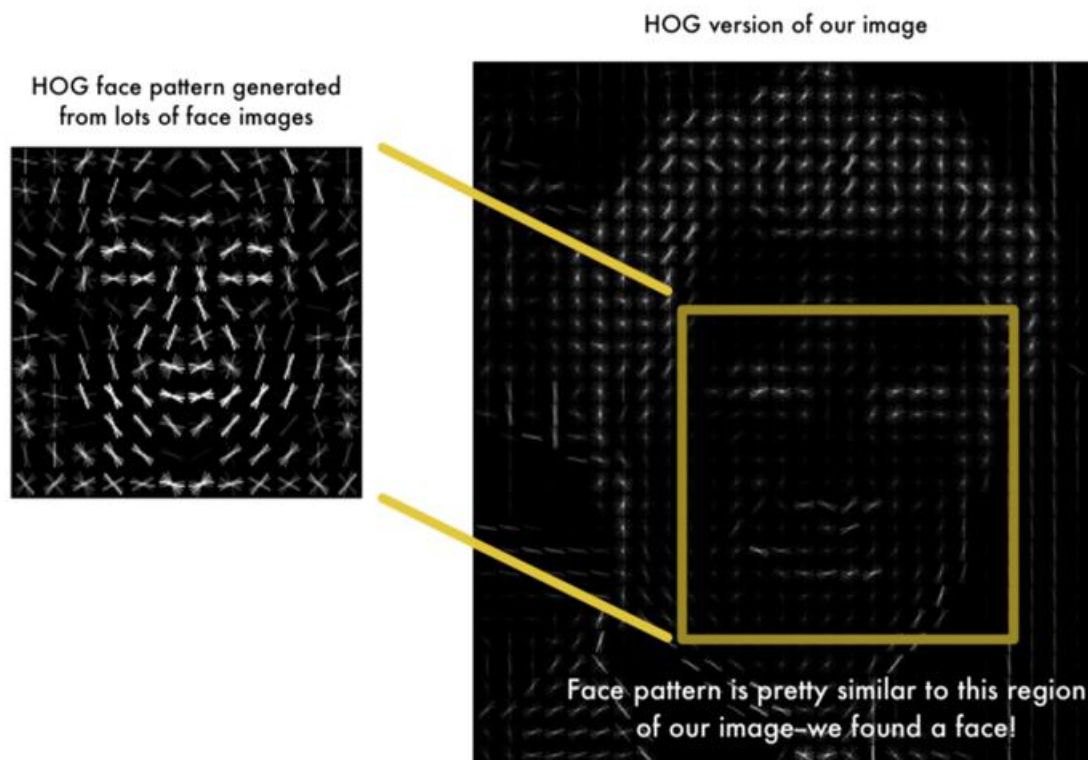 HOG version of our image
HOG face pattern generated
from lots of face images
Face pattern is pretty similar to this region
of our image–we found a face!